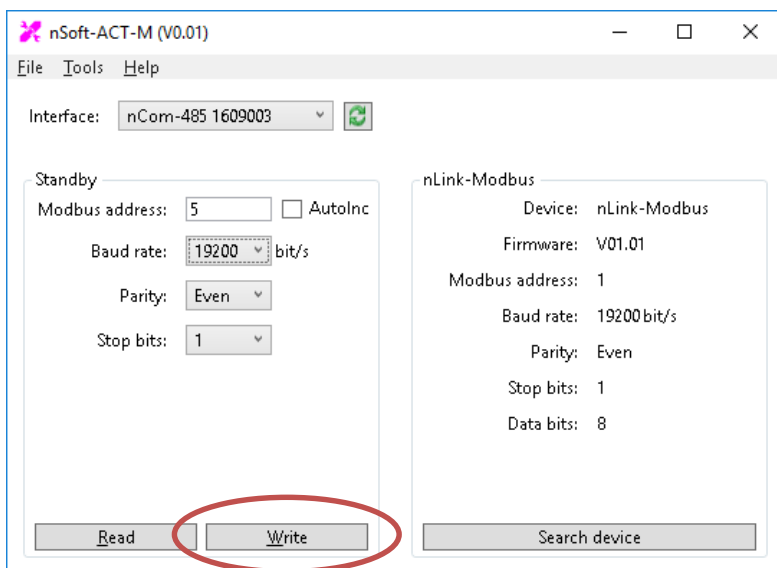 nSoft-ACT-M (V0.01)
File Tools Help
Interface: nCom-485 1609003
Standby
Modbus address: 5 AutoInc
Baud rate: 19200 bit/s
Parity: Even
Stop bits: 1
Read Write
nLink-Modbus
Device: nLink-Modbus
Firmware: V01.01
Modbus address: 1
Baud rate: 19200 bit/s
Parity: Even
Stop bits: 1
Data bits: 8
Search device